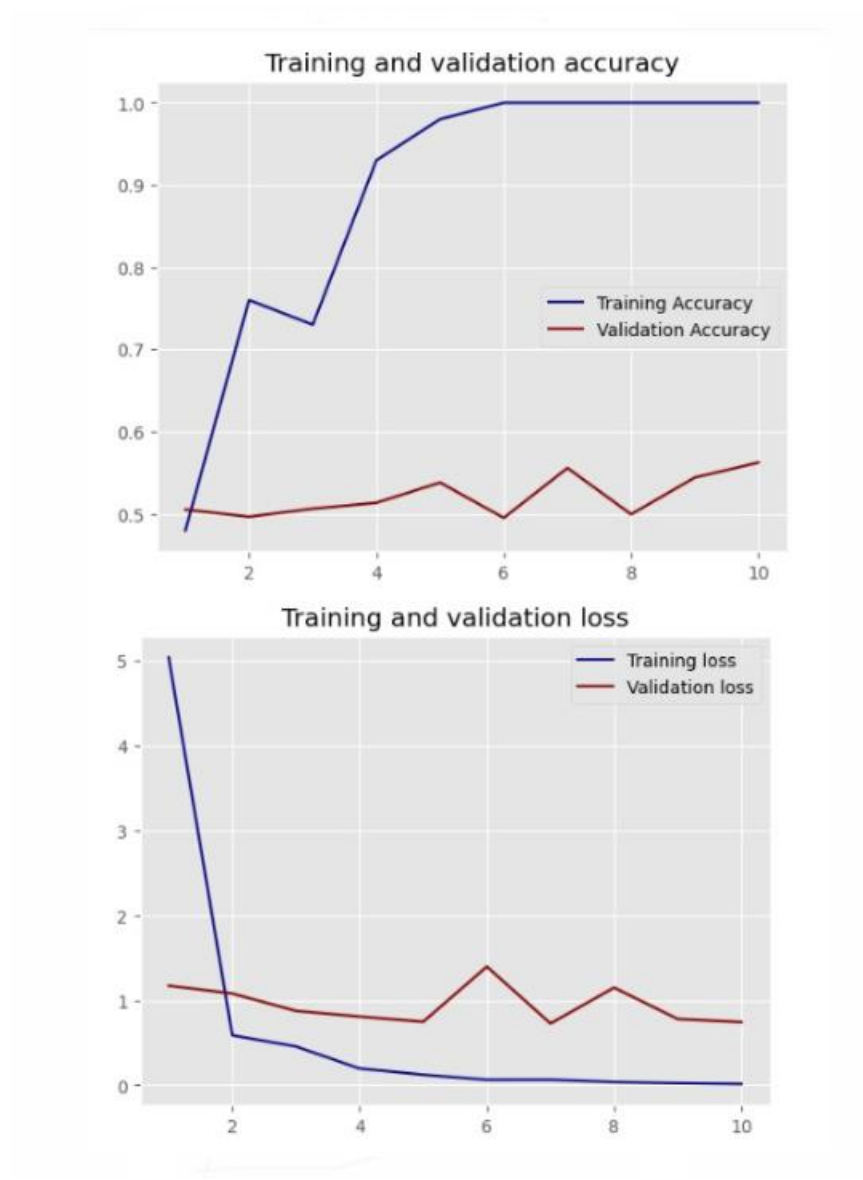 Training and validation accuracy
1.0
0.9
0.8
0.7
0.6
0.5
Training Accuracy
Validation Accuracy
2 4 6 8 10
Training and validation loss
5
4
3
2
1
0
Training loss
Validation loss
2 4 6 8 10